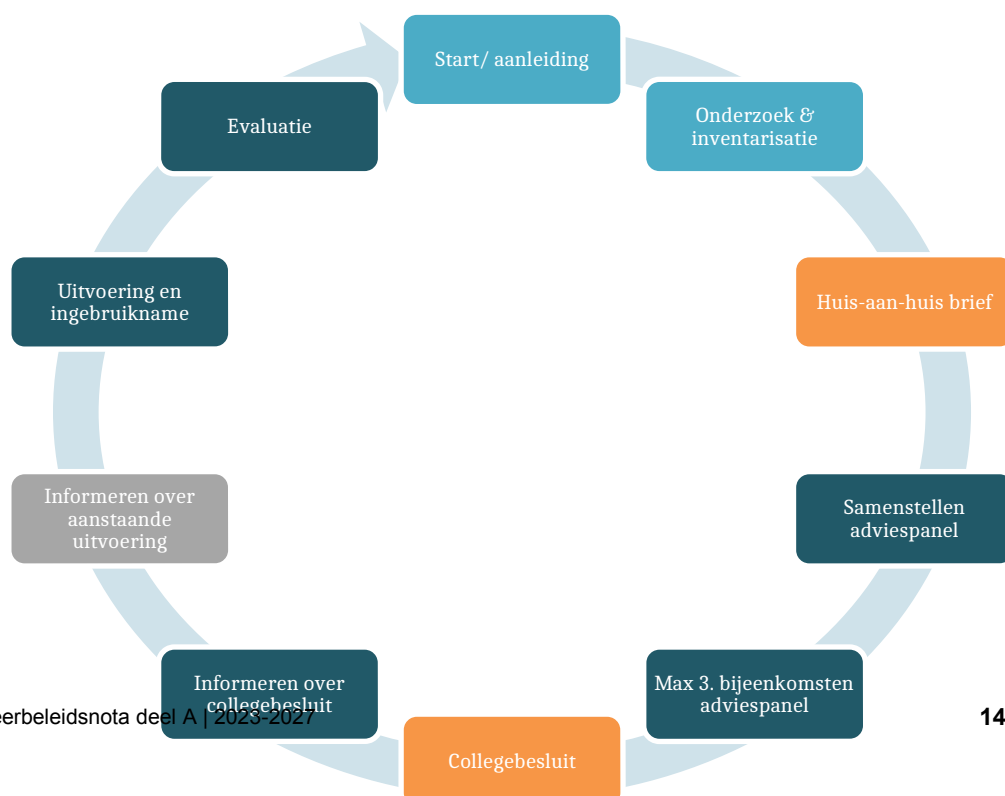 Start/ aanleiding
Onderzoek &
inventarisatie
Huis-aan-huis brief
Samenstellen
adviespanel
Max 3. bijeenkomsten
adviespanel
Collegebesluit
Informeren over
collegebesluit
Informeren over
aanstaande
uitvoering
Uitvoering en
ingebruikname
Evaluatie
eerbeleidsnota deel A | 2023-2027
14